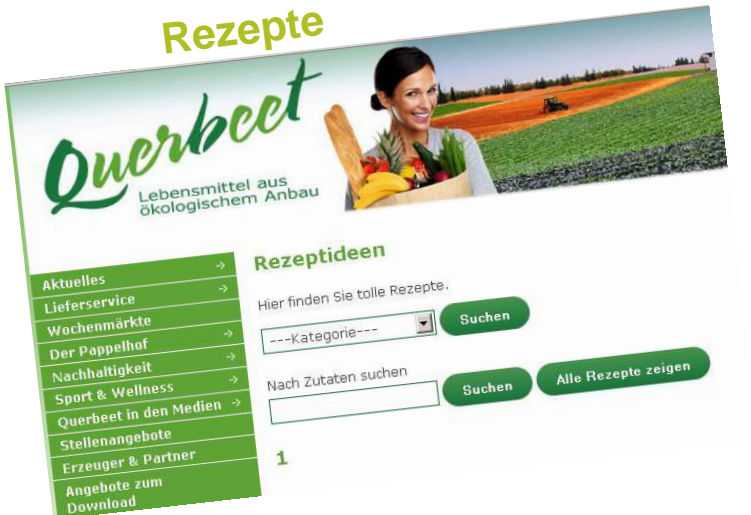 Rezepte
Querbeet
Lebensmittel aus
ökologischem Anbau
Aktuelles
Lieferservice
Wochenmärkte
Der Pappelhof
Nachhaltigkeit
Sport & Wellness
Querbeet in den Medien
Stellenangebote
Erzeuger & Partner
Angebote zum
Download
Rezeptideen
Hier finden Sie tolle Rezepte.
---Kategorie--- Suchen
Nach Zutaten suchen
Suchen Alle Rezepte zeigen
1